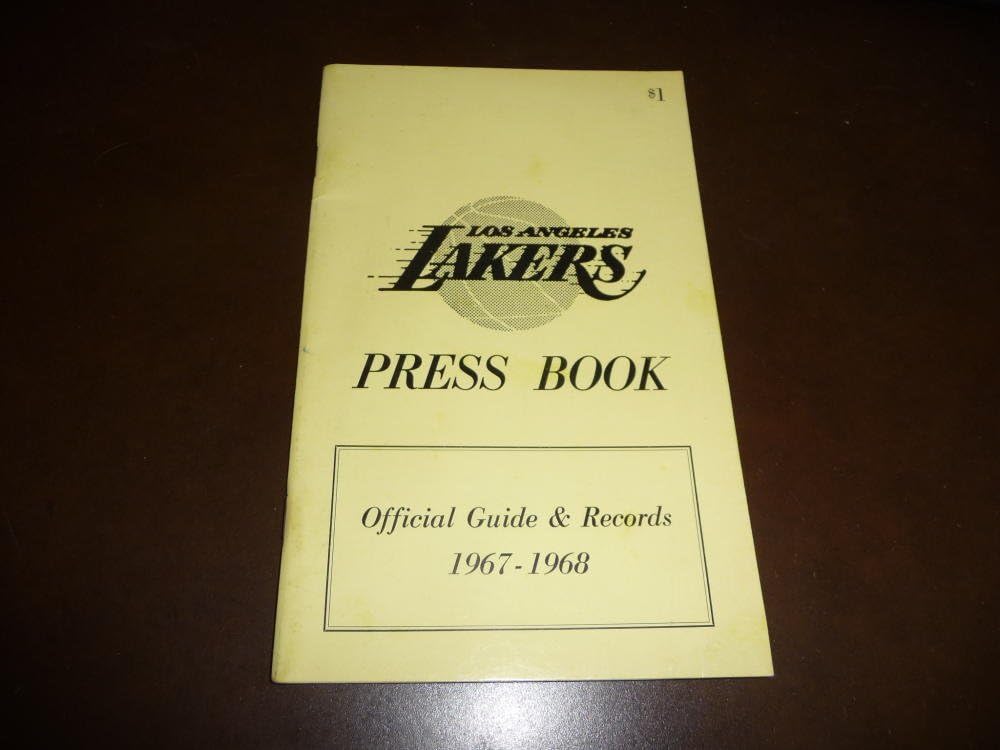 $1
LOS ANGELES
LAKERS
PRESS BOOK
Official Guide & Records
1967-1968